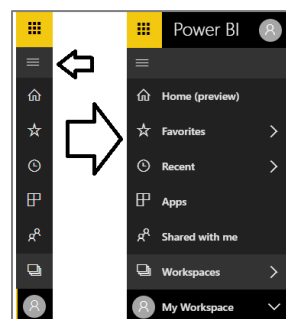 Power BI
Home (preview)
Favorites
Recent
Apps
Shared with me
Workspaces
My Workspace